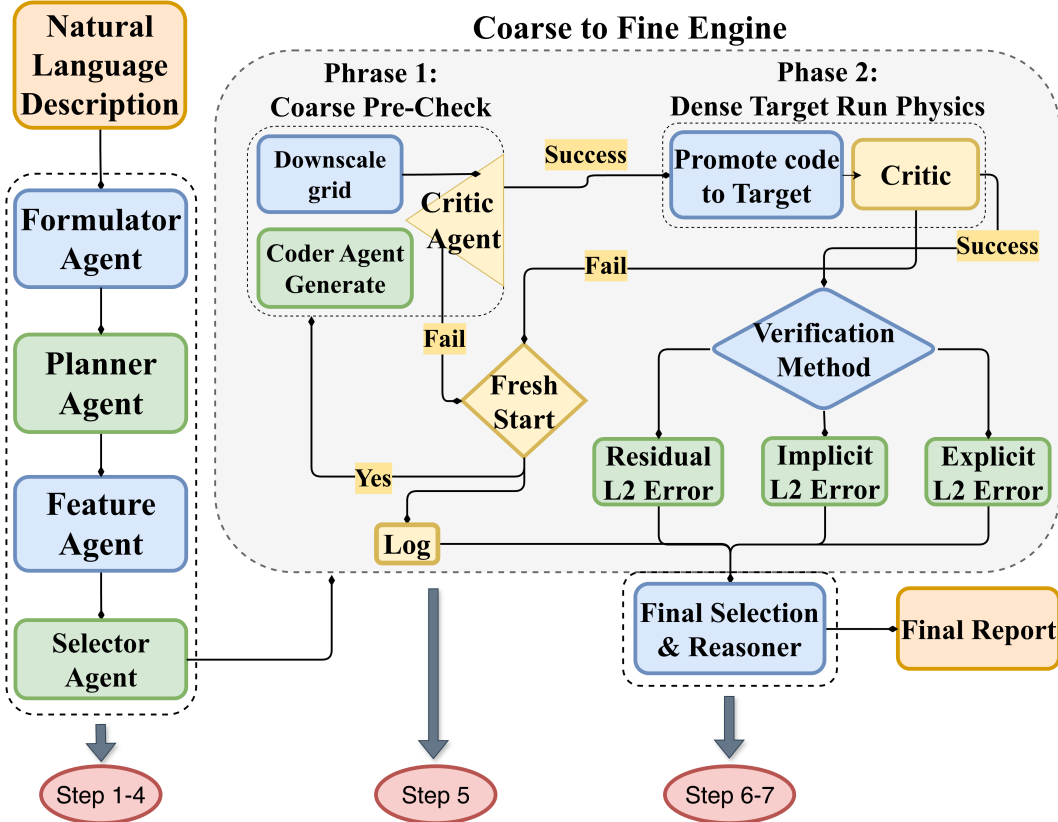 Natural
Language
Description
Formulator
Agent
Planner
Agent
Feature
Agent
Selector
Agent
Step 1-4
Coarse to Fine Engine
Phrase 1:
Coarse Pre-Check
Downscale
grid
Coder Agent
Generate
Critic
Agent
Success
Fail
Phase 2:
Dense Target Run Physics
Promote code
to Target
Critic
Success
Fail
Fresh
Start
Yes
Log
Verification
Method
Residual
L2 Error
Implicit
L2 Error
Explicit
L2 Error
Step 5
Final Selection
& Reasoner
Final Report
Step 6-7